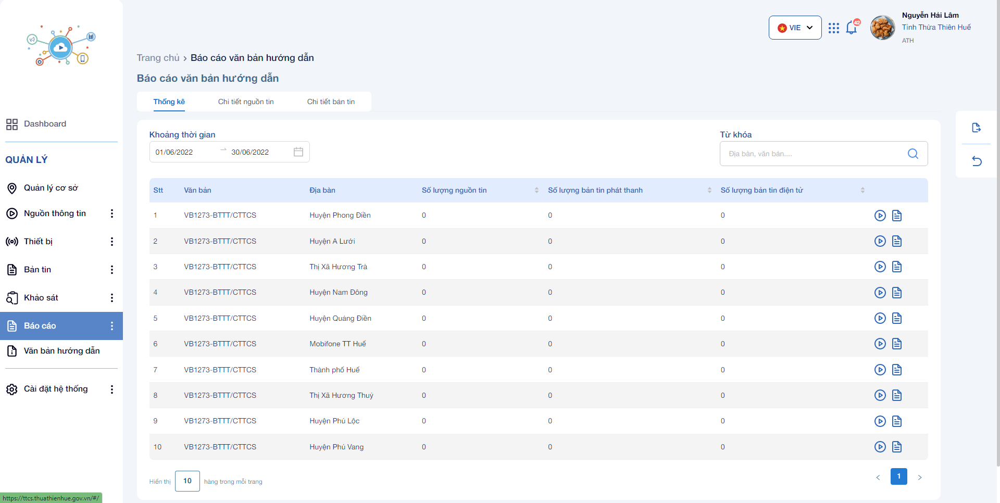 VIE
42
Nguyễn Hải Lâm
Tỉnh Thừa Thiên Huế
ATH
Trang chủ › Báo cáo văn bản hướng dẫn
Báo cáo văn bản hướng dẫn
Thống kê Chi tiết nguồn tin Chi tiết bản tin
Dashboard
QUẢN LÝ
Quản lý cơ sở
Nguồn thông tin
Thiết bị
Bản tin
Khảo sát
Báo cáo
Văn bản hướng dẫn
Cài đặt hệ thống
Khoảng thời gian
01/06/2022 30/06/2022
Từ khóa
Địa bàn, văn bản....
Stt Văn bản Địa bàn Số lượng nguồn tin Số lượng bản tin phát thanh Số lượng bản tin điện tử
1 VB1273-BTTT/CTTCS Huyện Phong Điền 0 0 0
2 VB1273-BTTT/CTTCS Huyện A Lưới 0 0 0
3 VB1273-BTTT/CTTCS Thị Xã Hương Trà 0 0 0
4 VB1273-BTTT/CTTCS Huyện Nam Đông 0 0 0
5 VB1273-BTTT/CTTCS Huyện Quảng Điền 0 0 0
6 VB1273-BTTT/CTTCS Mobifone TT Huế 0 0 0
7 VB1273-BTTT/CTTCS Thành phố Huế 0 0 0
8 VB1273-BTTT/CTTCS Thị Xã Hương Thuỷ 0 0 0
9 VB1273-BTTT/CTTCS Huyện Phú Lộc 0 0 0
10 VB1273-BTTT/CTTCS Huyện Phú Vang 0 0 0
Hiển thị 10 hàng trong mỗi trang
< 1 >
https://ttcs.thuathienhue.gov.vn/#/